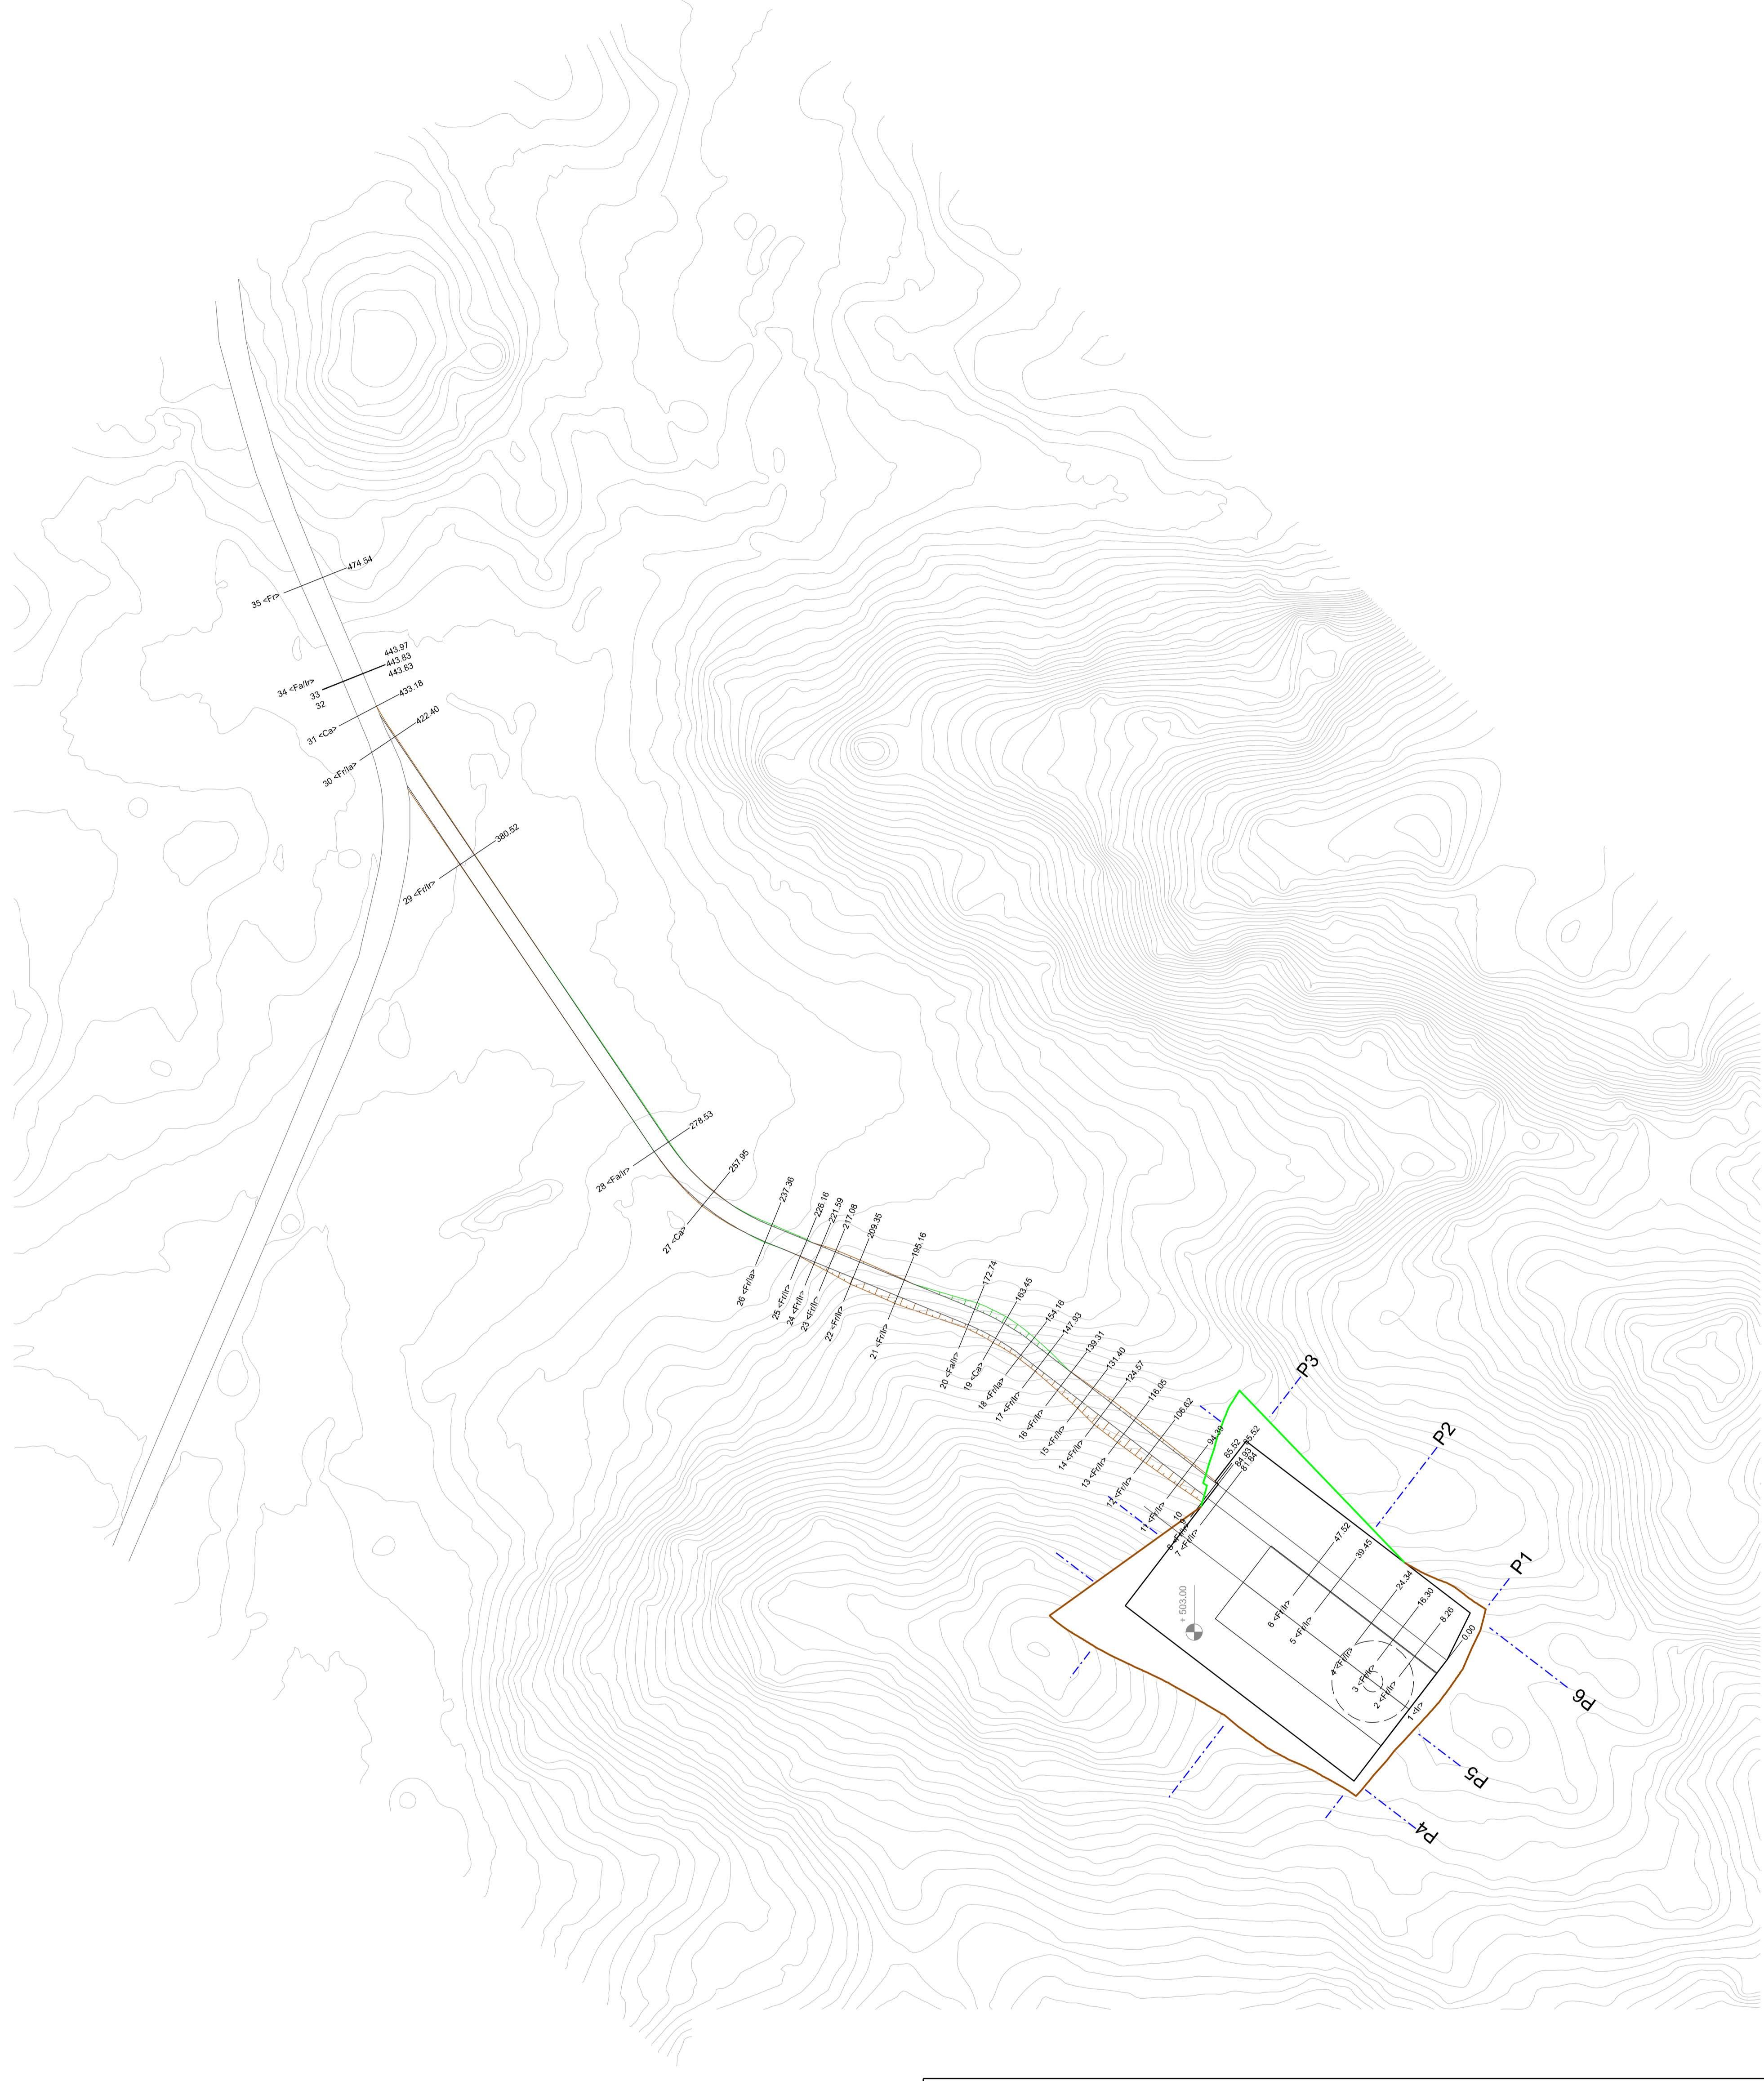 474.54
35 <Fr>
443.97
443.83
443.83
34 <Fa/Ir>
33
32
433.18
31 <Ca>
422.40
30 <Fr/Ia>
380.52
29 <Fr/Ir>
278.53
28 <Fa/Ir>
257.95
27 <Ca>
237.36
26 <Fr/Ia>
226.16
25 <Fr/Ir>
221.59
24 <Fr/Ir>
217.08
23 <Fr/Ir>
209.35
22 <Fr/Ir>
195.16
21 <Fr/Ir>
172.74
20 <Fa/Ir>
163.45
19 <Ca>
154.16
18 <Fr/Ia>
147.93
17 <Fr/Ir>
139.31
16 <Fr/Ir>
131.40
15 <Fr/Ir>
124.57
14 <Fr/Ir>
116.05
13 <Fr/Ir>
106.62
12 <Fr/Ir>
94.39
11 <Fr/Ir>
85.52
85.52
10
9
84.93
8 <Fr/Ir>
81.84
7 <Fr/Ir>
47.52
6 <Fr/Ir>
39.45
5 <Fr/Ir>
24.34
4 <Fr/Ir>
16.30
3 <Fr/Ir>
8.26
2 <Fr/Ir>
0.00
1 <Ir>
+ 503.00
P3
P2
P1
P6
P5
P4